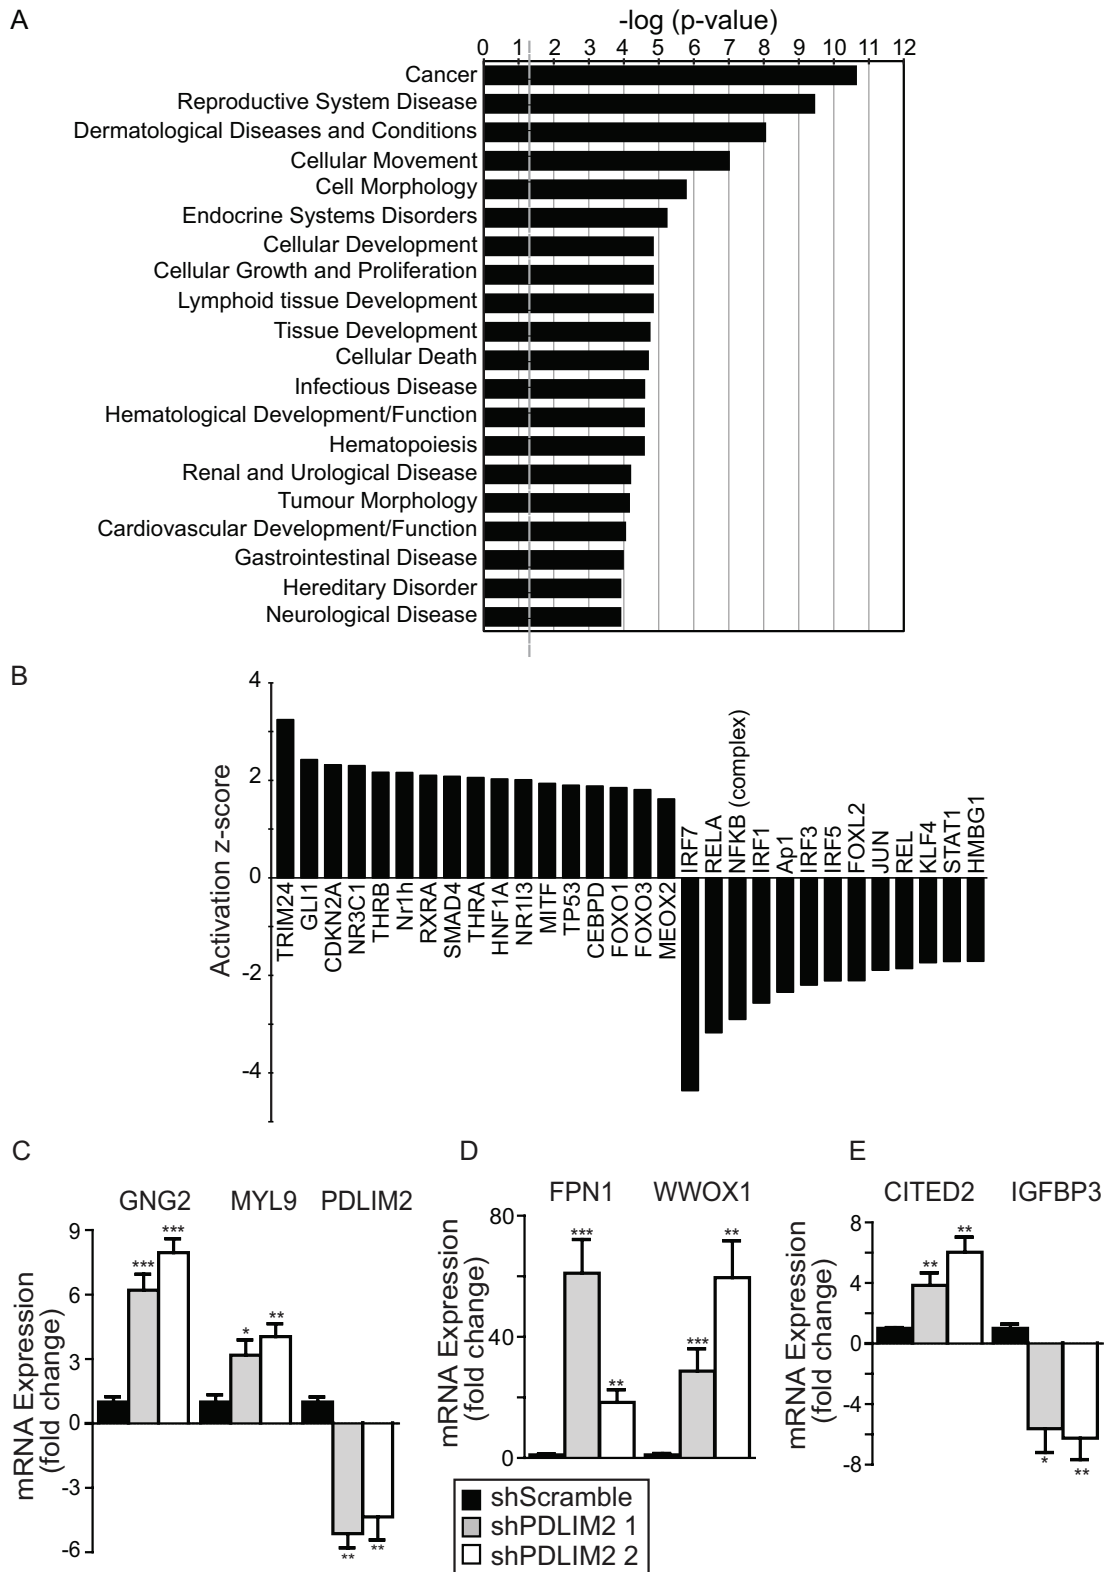 A
-log (p-value)
0 1 2 3 4 5 6 7 8 9 10 11 12
Cancer
Reproductive System Disease
Dermatological Diseases and Conditions
Cellular Movement
Cell Morphology
Endocrine Systems Disorders
Cellular Development
Cellular Growth and Proliferation
Lymphoid tissue Development
Tissue Development
Cellular Death
Infectious Disease
Hematological Development/Function
Hematopoiesis
Renal and Urological Disease
Tumour Morphology
Cardiovascular Development/Function
Gastrointestinal Disease
Hereditary Disorder
Neurological Disease
B
Activation z-score
4
2
0
-2
-4
TRIM24
GLI1
CDKN2A
NR3C1
THRB
Nr1h
RXRA
SMAD4
THRA
HNF1A
NR1I3
MITF
TP53
CEBPD
FOXO1
FOXO3
MEOX2
IRF7
RELA
NFKB (complex)
IRF1
Ap1
IRF3
IRF5
FOXL2
JUN
REL
KLF4
STAT1
HMBG1
C
GNG2 MYL9 PDLIM2
mRNA Expression
(fold change)
9
6
3
0
-3
-6
*** *** * ** ** **
D
FPN1 WWOX1
mRNA Expression
(fold change)
80
40
0
*** ** *** **
E
CITED2 IGFBP3
mRNA Expression
(fold change)
8
4
0
-4
-8
** ** * **
shScramble
shPDLIM2 1
shPDLIM2 2